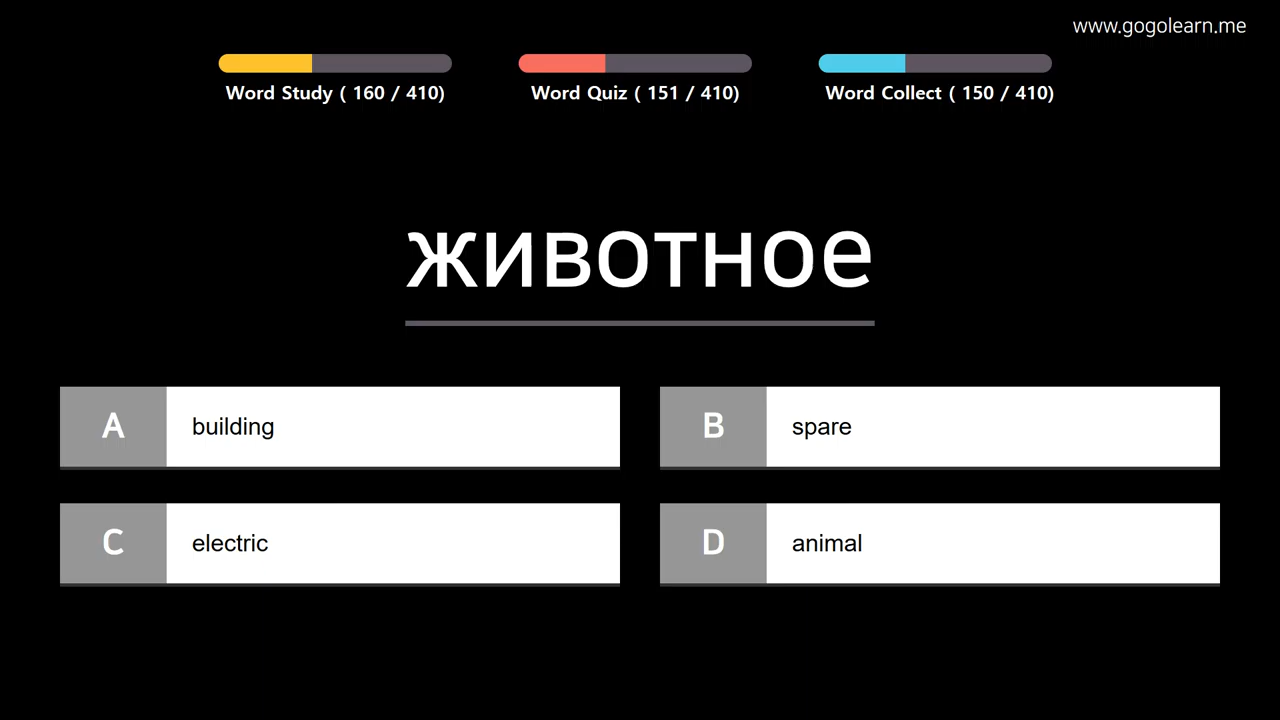 www.gogolearn.me
Word Study ( 160 / 410)
Word Quiz ( 151 / 410)
Word Collect ( 150 / 410)
животное
A building
B spare
C electric
D animal